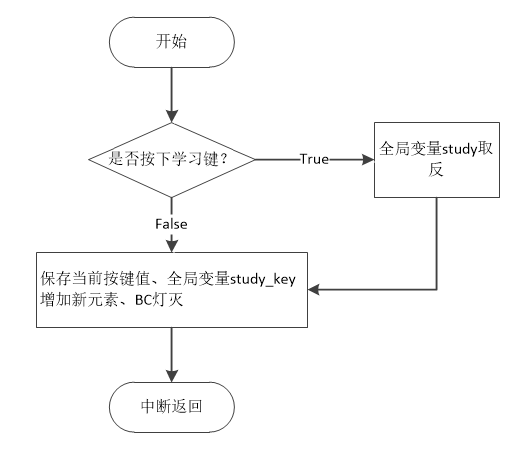 开始
是否按下学习键？
True
全局变量study取
反
False
保存当前按键值、全局变量study_key
增加新元素、BC灯灭
中断返回